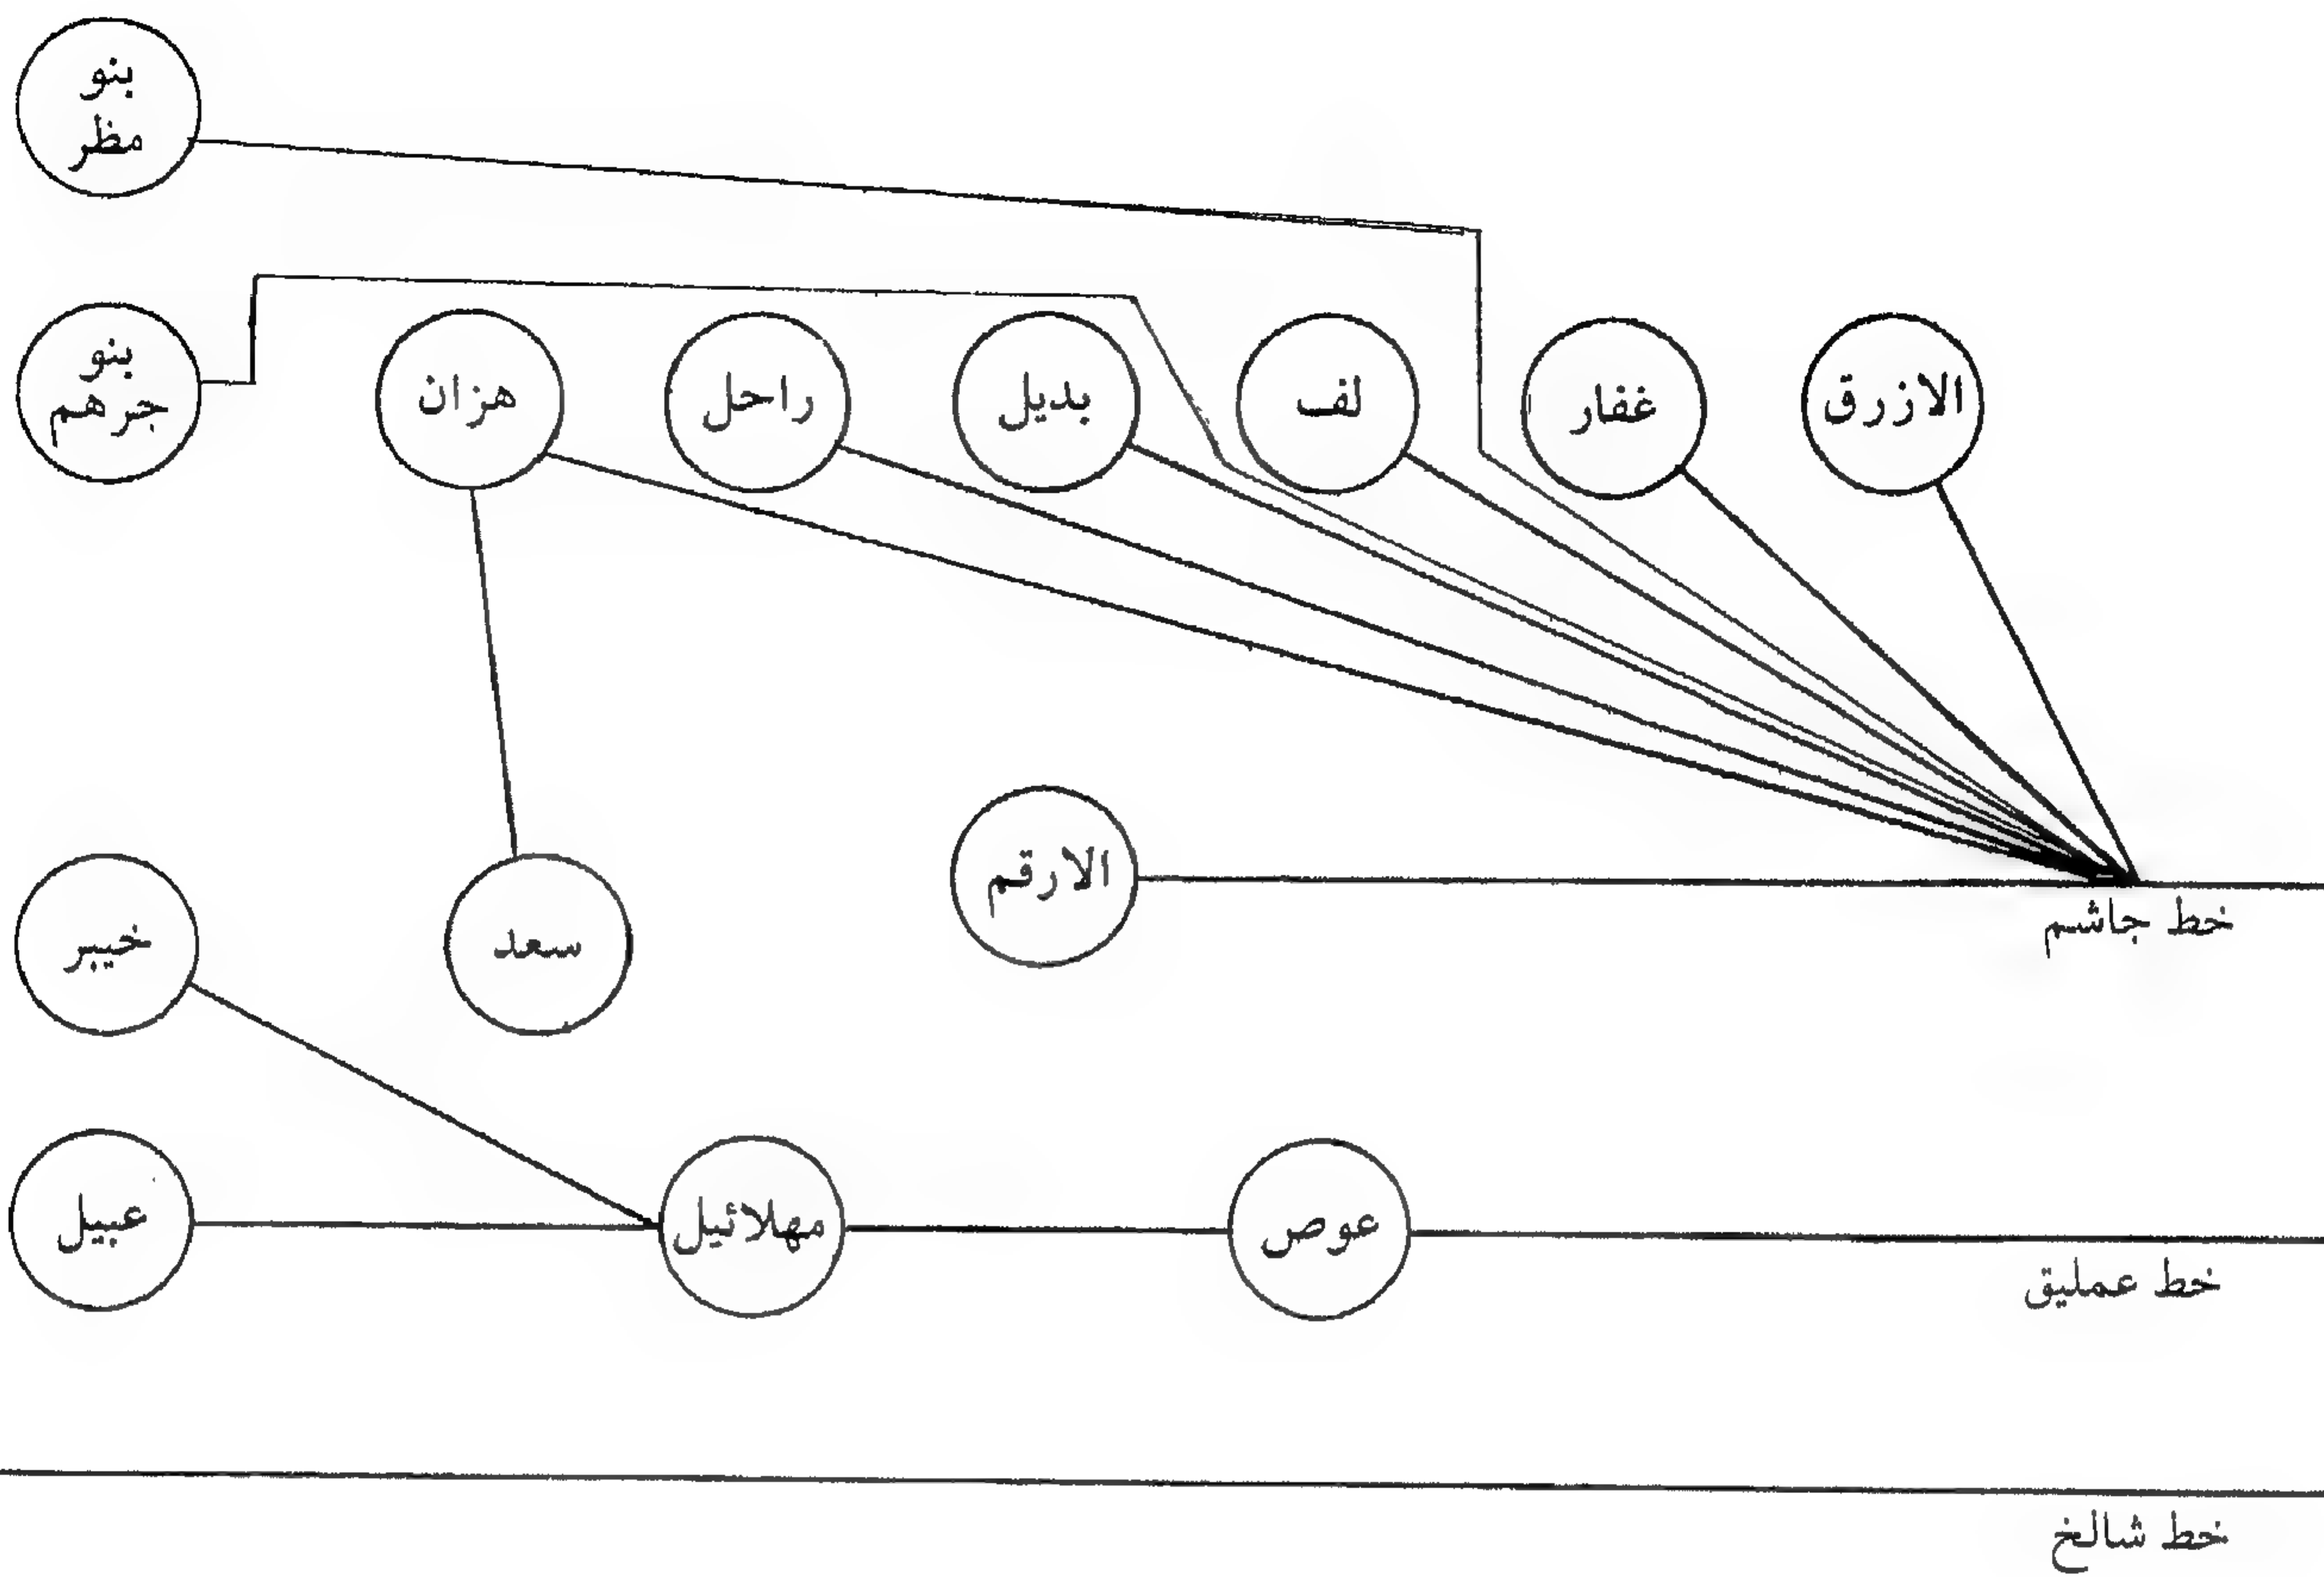 بنو
مظر
الازرق
غفار
لف
بديل
راحل
هزان
بنو
جرهم
الارقم
خط جاشم
سعد
خيبر
عوص
مهلائيل
عبيل
خط عمليق
خط شالخ